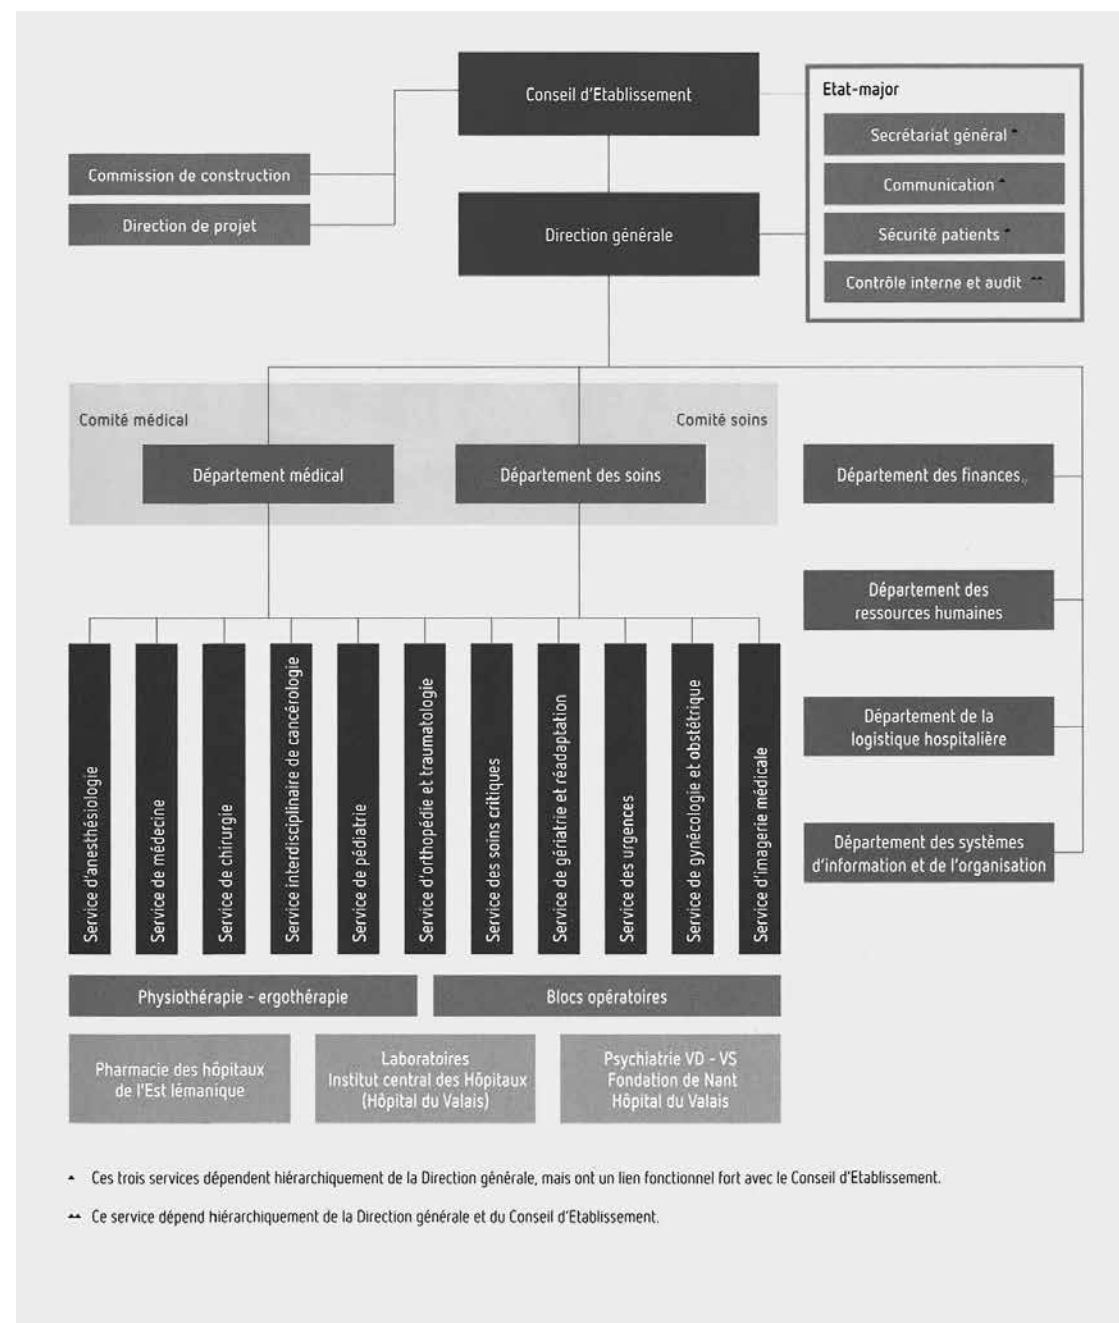 Conseil d'Etablissement
Etat-major
Secrétariat général *
Communication *
Sécurité patients *
Contrôle interne et audit **
Commission de construction
Direction de projet
Direction générale
Comité médical
Comité soins
Département médical
Département des soins
Département des finances
Département des
ressources humaines
Département de la
logistique hospitalière
Département des systèmes
d'information et de l'organisation
Service d'anesthésiologie
Service de médecine
Service de chirurgie
Service interdisciplinaire de cancérologie
Service de pédiatrie
Service d'orthopédie et traumatologie
Service des soins critiques
Service de gériatrie et réadaptation
Service des urgences
Service de gynécologie et obstétrique
Service d'imagerie médicale
Physiothérapie - ergothérapie
Blocs opératoires
Pharmacie des hôpitaux
de l'Est lémanique
Laboratoires
Institut central des Hôpitaux
(Hôpital du Valais)
Psychiatrie VD - VS
Fondation de Nant
Hôpital du Valais
* Ces trois services dépendent hiérarchiquement de la Direction générale, mais ont un lien fonctionnel fort avec le Conseil d'Etablissement.
** Ce service dépend hiérarchiquement de la Direction générale et du Conseil d'Etablissement.